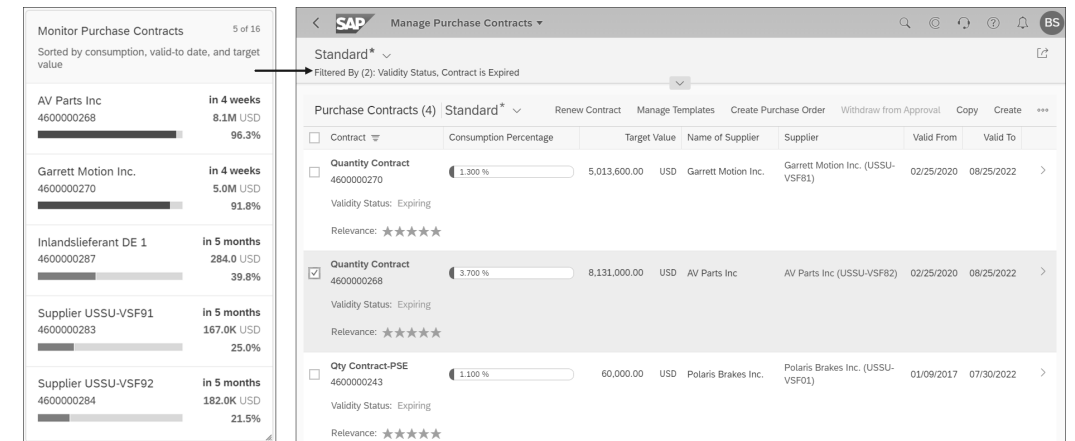 Monitor Purchase Contracts 5 of 16
Sorted by consumption, valid-to date, and target
value
AV Parts Inc in 4 weeks
4600000268 8.1M USD
96.3%
Garrett Motion Inc. in 4 weeks
4600000270 5.0M USD
91.8%
Inlandslieferant DE 1 in 5 months
4600000287 284.0 USD
39.8%
Supplier USSU-VSF91 in 5 months
4600000283 167.0K USD
25.0%
Supplier USSU-VSF92 in 5 months
4600000284 182.0K USD
21.5%
SAP Manage Purchase Contracts BS
Standard*
Filtered By (2): Validity Status, Contract is Expired
Purchase Contracts (4) Standard* Renew Contract Manage Templates Create Purchase Order Withdraw from Approval Copy Create
Contract Consumption Percentage Target Value Name of Supplier Supplier Valid From Valid To
Quantity Contract
4600000270 1.300 % 5,013,600.00 USD Garrett Motion Inc. Garrett Motion Inc. (USSU-
VSF81) 02/25/2020 08/25/2022
Validity Status: Expiring
Relevance:
Quantity Contract
4600000268 3.700 % 8,131,000.00 USD AV Parts Inc AV Parts Inc (USSU-VSF82) 02/25/2020 08/25/2022
Validity Status: Expiring
Relevance:
Qty Contract-PSE
4600000243 1.100 % 60,000.00 USD Polaris Brakes Inc. Polaris Brakes Inc. (USSU-
VSF01) 01/09/2017 07/30/2022
Validity Status: Expiring
Relevance: